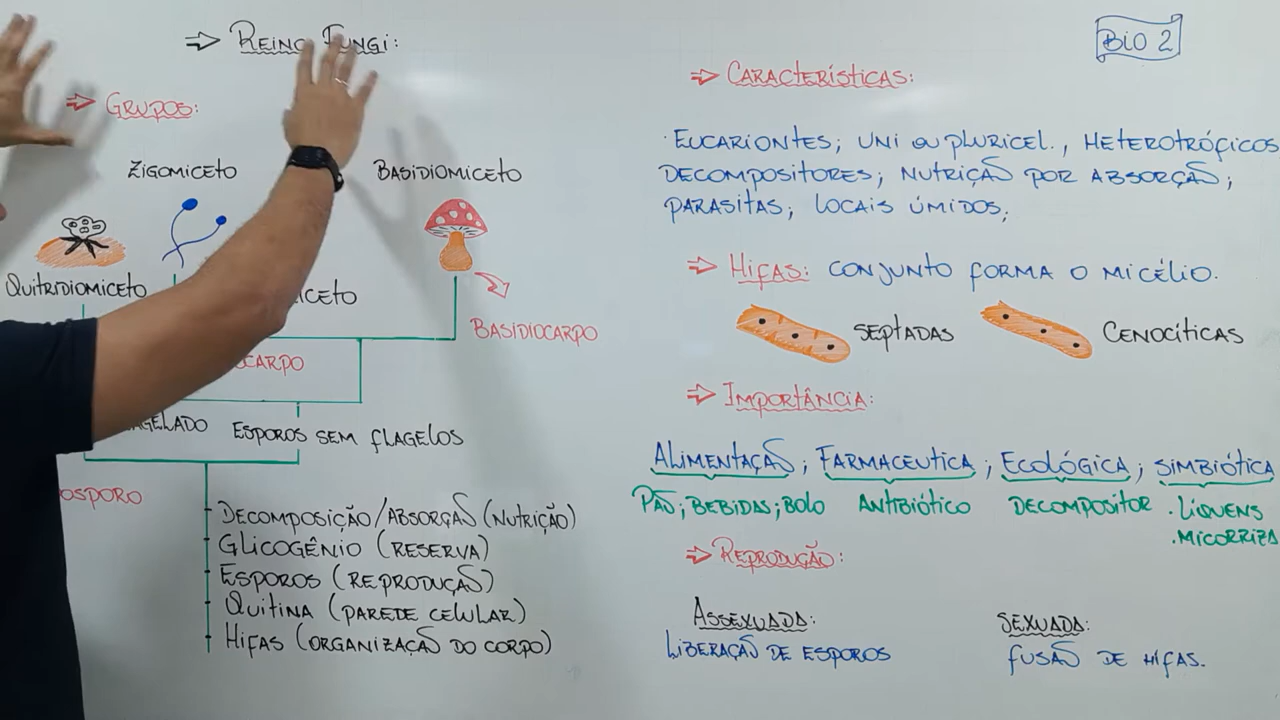 ⇒ REINO FUNGI:
⇒ GRUPOS:
ZIGOMICETO
BASIDIOMICETO
QUITRIDIOMICETO
BASIDIOCARPO
ESPOROS SEM FLAGELOS
DECOMPOSIÇÃO/ABSORÇÃO (NUTRIÇÃO)
GLICOGÊNIO (RESERVA)
ESPOROS (REPRODUÇÃO)
QUITINA (PAREDE CELULAR)
HIFAS (ORGANIZAÇÃO DO CORPO)
BIO 2
⇒ CARACTERÍSTICAS:
· EUCARIONTES; UNI OU PLURICEL., HETEROTRÓFICOS
DECOMPOSITORES; NUTRIÇÃO POR ABSORÇÃO;
PARASITAS; LOCAIS ÚMIDOS;
⇒ HIFAS: CONJUNTO FORMA O MICÉLIO.
SEPTADAS CENOCÍTICAS
⇒ IMPORTÂNCIA:
ALIMENTAÇÃO; FARMACEUTICA; ECOLÓGICA; SIMBIÓTICA
PÃO; BEBIDAS; BOLO ANTIBIÓTICO DECOMPOSITOR . LÍQUENS
. MICORRIZA
⇒ REPRODUÇÃO:
ASSEXUADA: SEXUADA:
LIBERAÇÃO DE ESPOROS FUSÃO DE HIFAS.